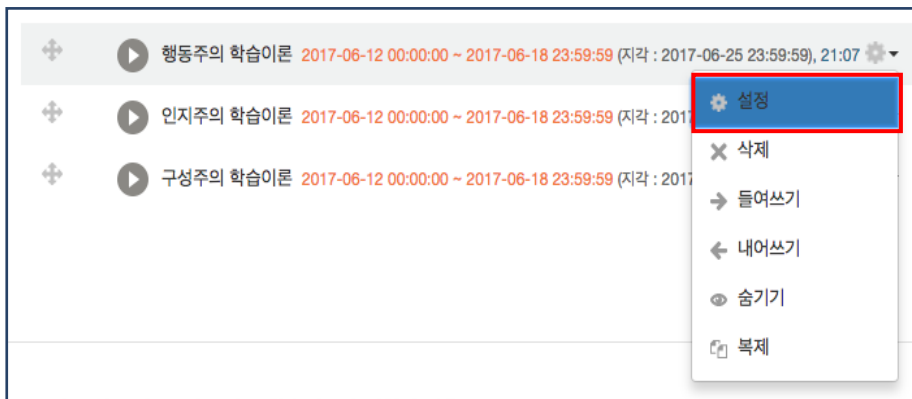 행동주의 학습이론 2017-06-12 00:00:00 ~ 2017-06-18 23:59:59 (지각 : 2017-06-25 23:59:59), 21:07
인지주의 학습이론 2017-06-12 00:00:00 ~ 2017-06-18 23:59:59 (지각 : 201
구성주의 학습이론 2017-06-12 00:00:00 ~ 2017-06-18 23:59:59 (지각 : 2017
설정
삭제
들여쓰기
내어쓰기
숨기기
복제